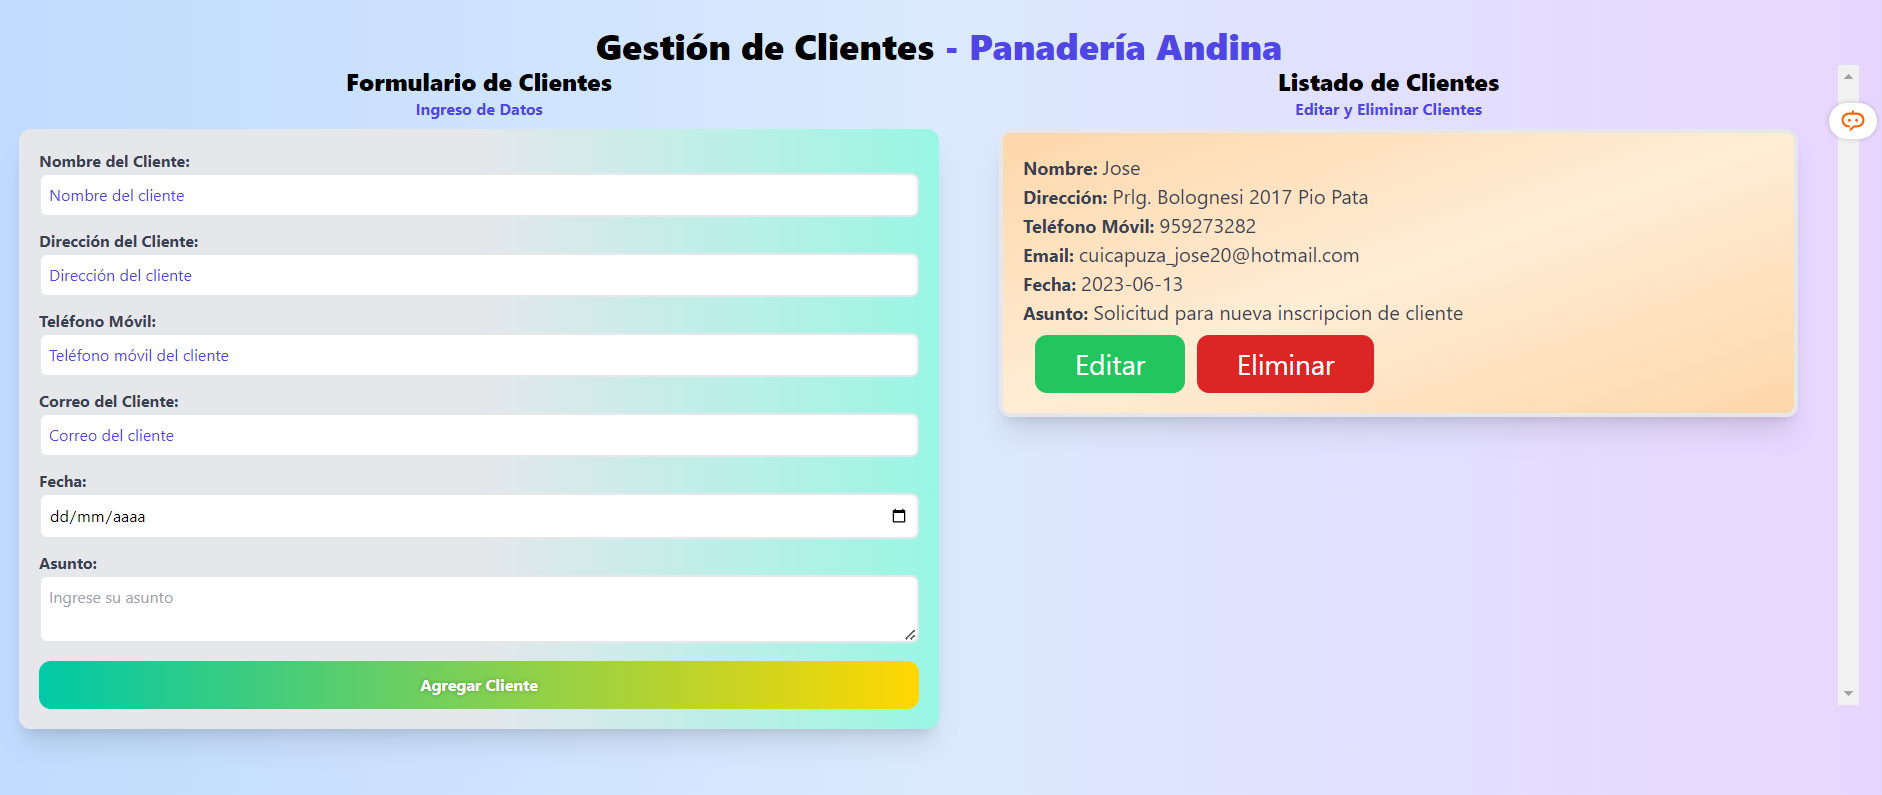 Gestión de Clientes - Panadería Andina
Formulario de Clientes
Ingreso de Datos
Nombre del Cliente:
Nombre del cliente
Dirección del Cliente:
Dirección del cliente
Teléfono Móvil:
Teléfono móvil del cliente
Correo del Cliente:
Correo del cliente
Fecha:
dd/mm/aaaa
Asunto:
Ingrese su asunto
Agregar Cliente
Listado de Clientes
Editar y Eliminar Clientes
Nombre: Jose
Dirección: Prlg. Bolognesi 2017 Pio Pata
Teléfono Móvil: 959273282
Email: cuicapuza_jose20@hotmail.com
Fecha: 2023-06-13
Asunto: Solicitud para nueva inscripcion de cliente
Editar Eliminar